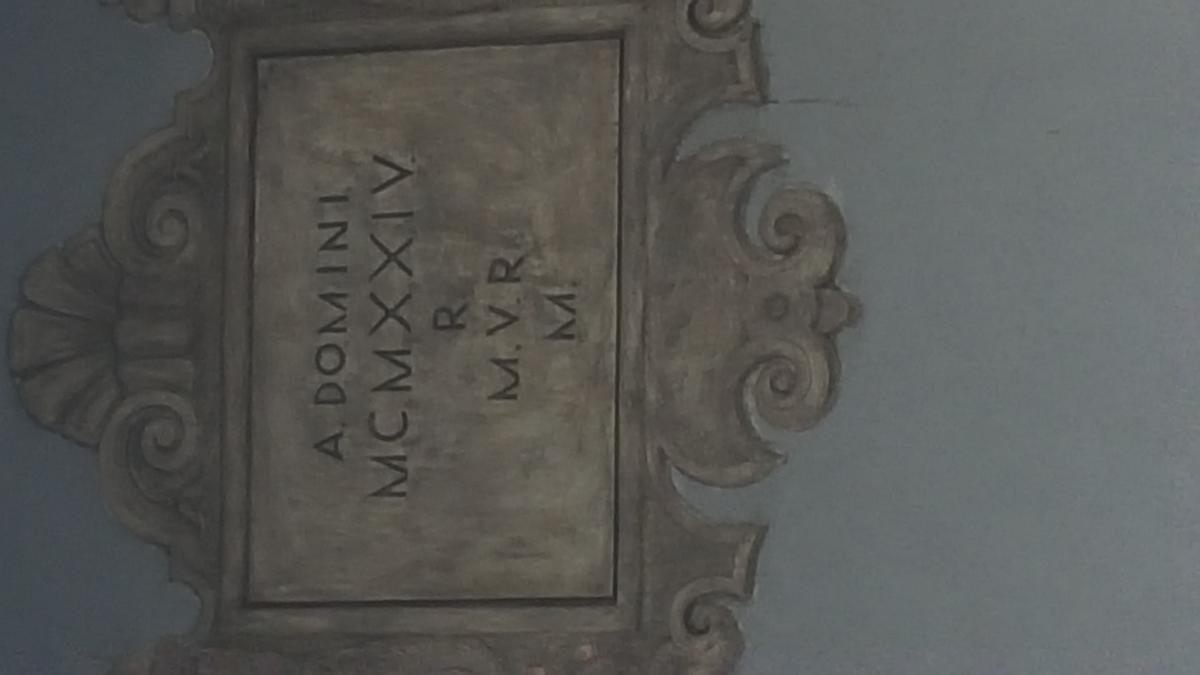 A. DOMINI.
MCMXXIV.
R
M. V. R.
M.